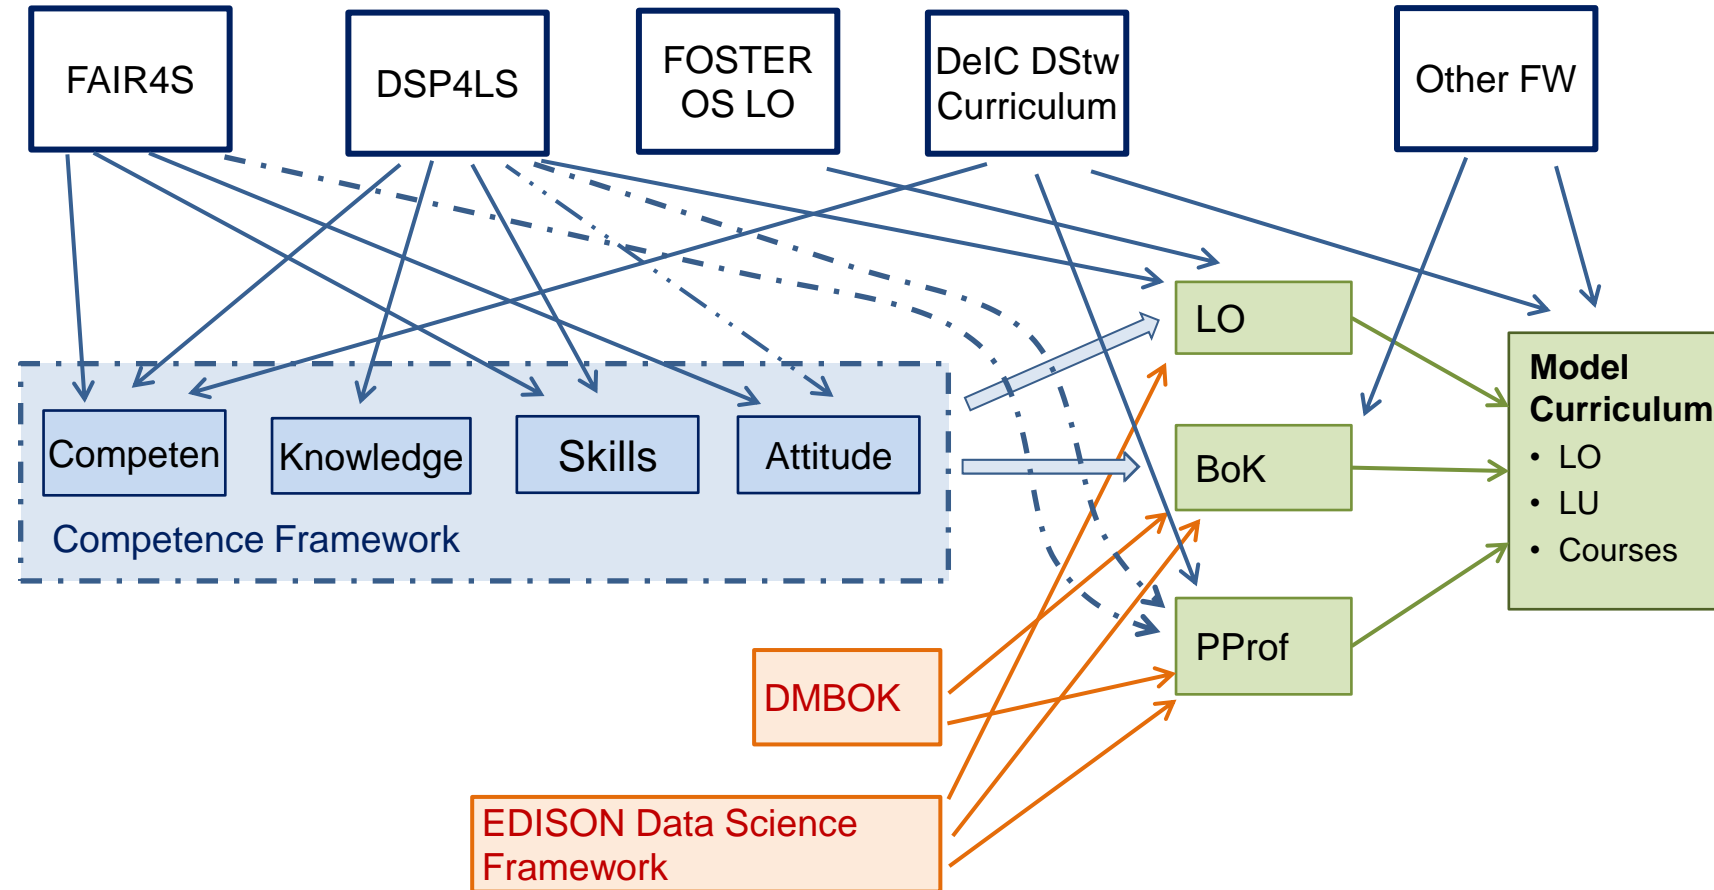 FAIR4S
DSP4LS
FOSTER
OS LO
DeIC DStw
Curriculum
Other FW
LO
Model
Curriculum
• LO
• LU
• Courses
Competen
Knowledge
Skills
Attitude
BoK
Competence Framework
PProf
DMBOK
EDISON Data Science
Framework